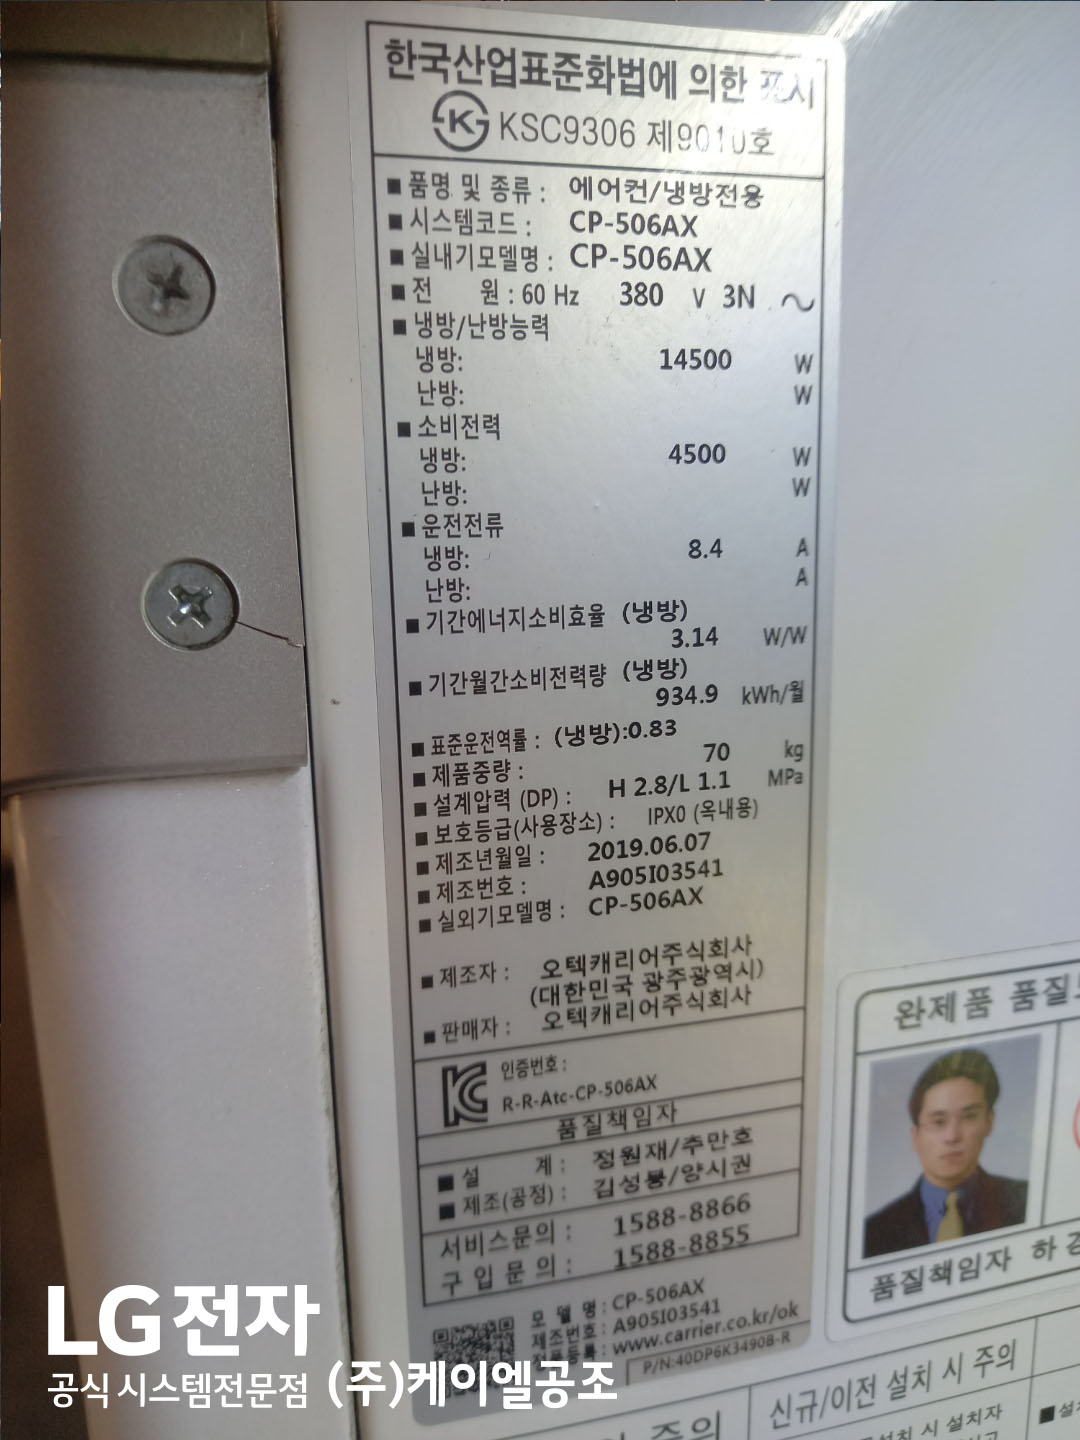 한국산업표준화법에 의한 표시
KSC9306 제9010호
■ 품명 및 종류 : 에어컨/냉방전용
■ 시스템코드 : CP-506AX
■ 실내기모델명 : CP-506AX
■ 전 원 : 60 Hz 380 V 3N ~
■ 냉방/난방능력
냉방: 14500 W
난방: W
■ 소비전력
냉방: 4500 W
난방: W
■ 운전전류
냉방: 8.4 A
난방: A
■ 기간에너지소비효율 (냉방)
3.14 W/W
■ 기간월간소비전력량 (냉방)
934.9 kWh/월
■ 표준운전역률 : (냉방):0.83
■ 제품중량 : 70 kg
■ 설계압력 (DP) : H 2.8/L 1.1 MPa
■ 보호등급(사용장소) : IPX0 (옥내용)
■ 제조년월일 : 2019.06.07
■ 제조번호 : A905I03541
■ 실외기모델명 : CP-506AX
■ 제조자 : 오텍캐리어주식회사
(대한민국 광주광역시)
■ 판매자 : 오텍캐리어주식회사
인증번호 :
R-R-Atc-CP-506AX
품질책임자
■ 설 계 : 정원재/추만호
■ 제조(공정) : 김성룡/양시권
서비스문의 : 1588-8866
구입문의 : 1588-8855
모델명 : CP-506AX
제조번호 : A905I03541
정품등록 : www.carrier.co.kr/ok
P/N:40DP6K3490B-R
완제품 품질
품질책임자 하
신규/이전 설치 시 주의
주의
설치 시 설치자
LG전자
공식 시스템전문점 (주)케이엘공조